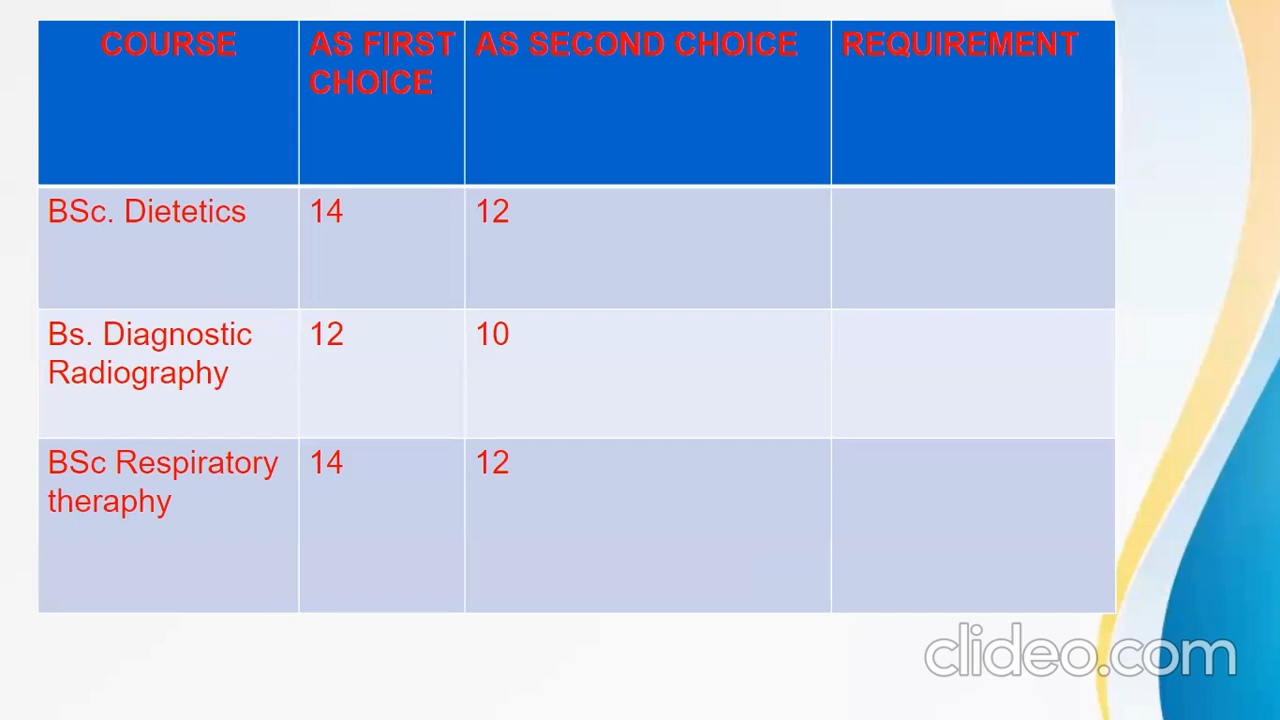 COURSE
AS FIRST CHOICE
AS SECOND CHOICE
REQUIREMENT
BSc. Dietetics
14
12
Bs. Diagnostic
Radiography
12
10
BSc Respiratory
theraphy
14
12
clideo.com